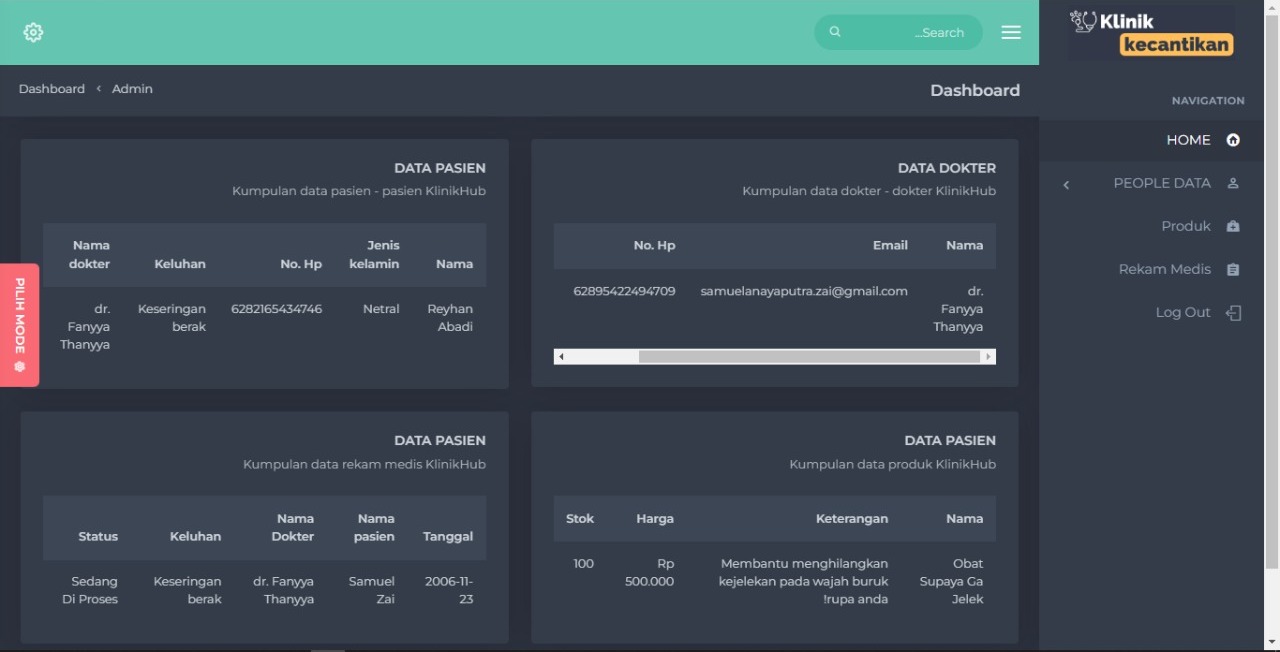 ...Search
Klinik
kecantikan
Dashboard ‹ Admin
Dashboard
NAVIGATION
HOME
PEOPLE DATA
Produk
Rekam Medis
Log Out
PILIH MODE
DATA PASIEN
Kumpulan data pasien - pasien KlinikHub
Nama
dokter
Keluhan
No. Hp
Jenis
kelamin
Nama
dr.
Fanyya
Thanyya
Keseringan
berak
6282165434746
Netral
Reyhan
Abadi
DATA DOKTER
Kumpulan data dokter - dokter KlinikHub
No. Hp
Email
Nama
62895422494709
samuelanayaputra.zai@gmail.com
dr.
Fanyya
Thanyya
DATA PASIEN
Kumpulan data rekam medis KlinikHub
Status
Keluhan
Nama
Dokter
Nama
pasien
Tanggal
Sedang
Di Proses
Keseringan
berak
dr. Fanyya
Thanyya
Samuel
Zai
2006-11-
23
DATA PASIEN
Kumpulan data produk KlinikHub
Stok
Harga
Keterangan
Nama
100
Rp
500.000
Membantu menghilangkan
kejelekan pada wajah buruk
!rupa anda
Obat
Supaya Ga
Jelek